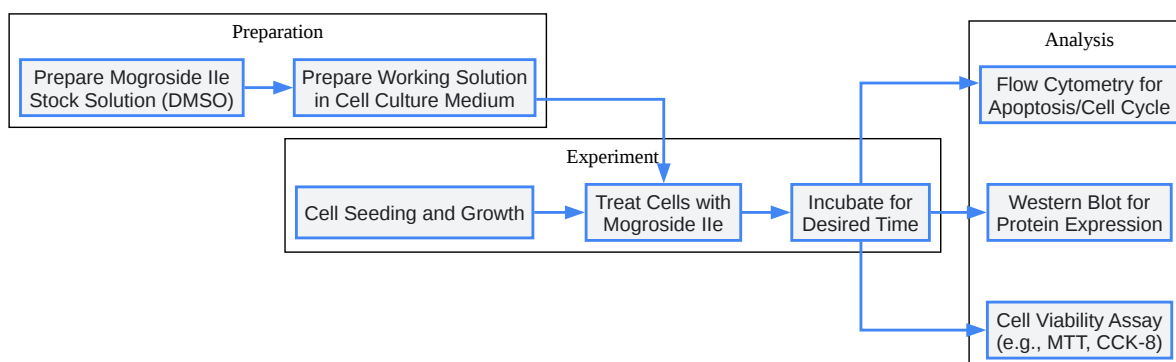 Preparation
Prepare Mogroside IIe
Stock Solution (DMSO)
Prepare Working Solution
in Cell Culture Medium
Experiment
Cell Seeding and Growth
Treat Cells with
Mogroside IIe
Incubate for
Desired Time
Analysis
Flow Cytometry for
Apoptosis/Cell Cycle
Western Blot for
Protein Expression
Cell Viability Assay
(e.g., MTT, CCK-8)